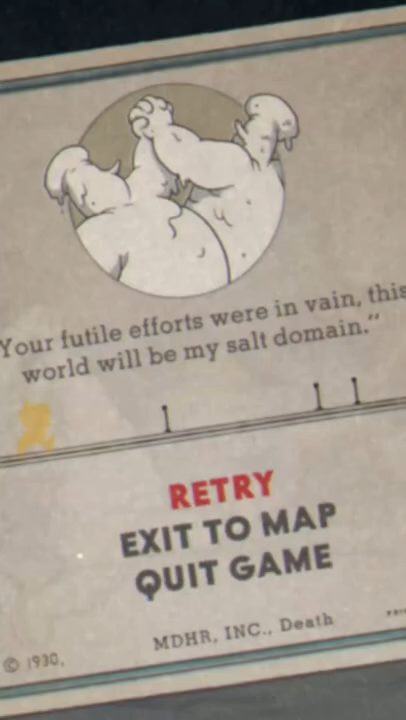 Your futile efforts were in vain, this
world will be my salt domain."
RETRY
EXIT TO MAP
QUIT GAME
MDHR, INC., Death
© 1930,